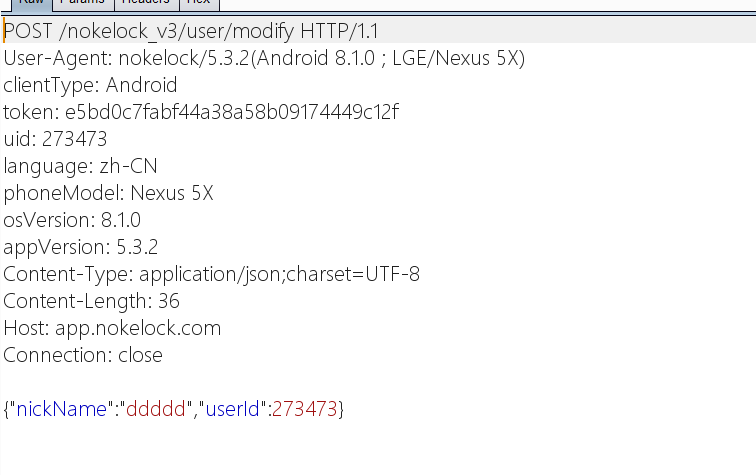 Raw Params Headers Hex
POST /nokelock_v3/user/modify HTTP/1.1
User-Agent: nokelock/5.3.2(Android 8.1.0 ; LGE/Nexus 5X)
clientType: Android
token: e5bd0c7fabf44a38a58b09174449c12f
uid: 273473
language: zh-CN
phoneModel: Nexus 5X
osVersion: 8.1.0
appVersion: 5.3.2
Content-Type: application/json;charset=UTF-8
Content-Length: 36
Host: app.nokelock.com
Connection: close
{"nickName":"ddddd","userId":273473}